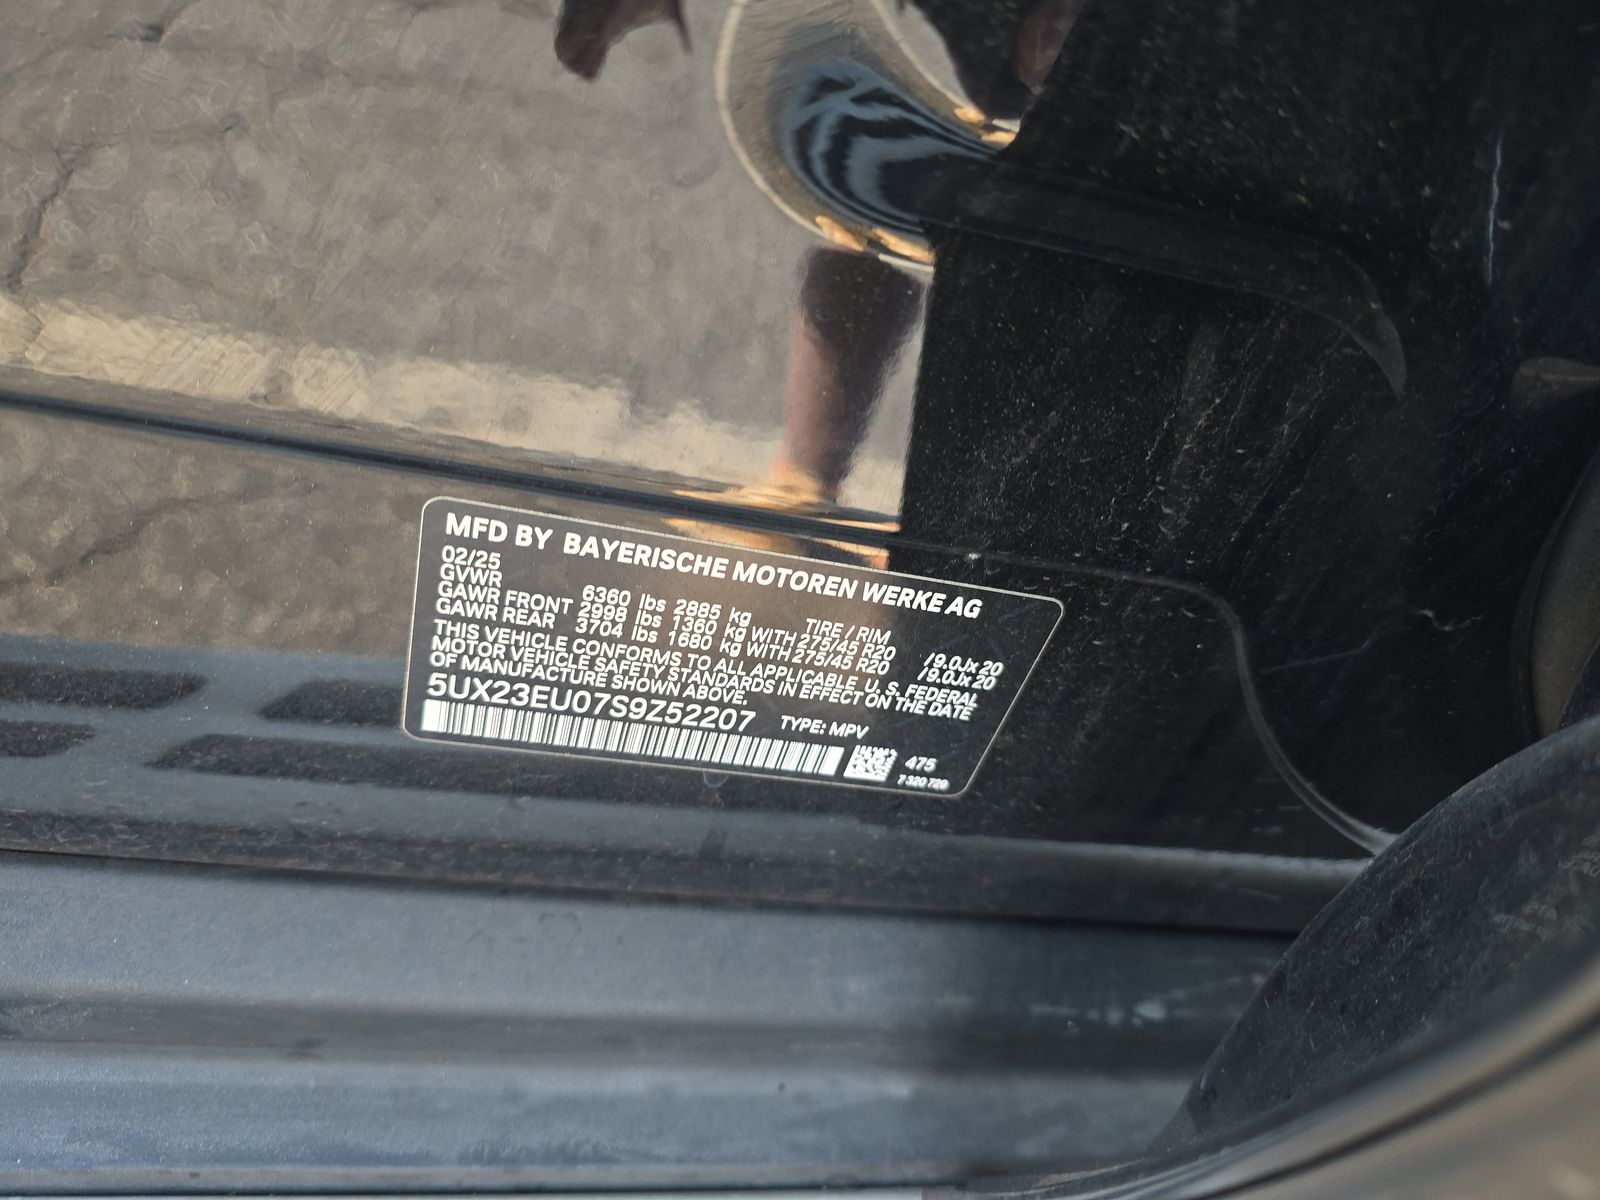 MFD BY BAYERISCHE MOTOREN WERKE AG
02/25
GVWR 6360 lbs 2885 kg TIRE / RIM
GAWR FRONT 2998 lbs 1360 kg WITH 275/45 R20 /9.0Jx20
GAWR REAR 3704 lbs 1680 kg WITH 275/45 R20 /9.0Jx20
THIS VEHICLE CONFORMS TO ALL APPLICABLE U. S. FEDERAL
MOTOR VEHICLE SAFETY STANDARDS IN EFFECT ON THE DATE
OF MANUFACTURE SHOWN ABOVE.
5UX23EU07S9Z52207 TYPE: MPV
475
7 320 729